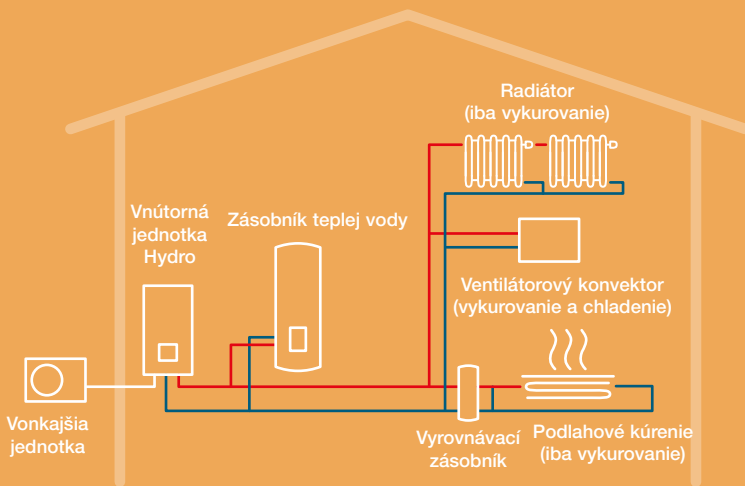 Radiátor
(iba vykurovanie)
Vnútorná
jednotka
Hydro
Zásobník teplej vody
Ventilátorový konvektor
(vykurovanie a chladenie)
Vonkajšia
jednotka
Vyrovnávací
zásobník
Podlahové kúrenie
(iba vykurovanie)